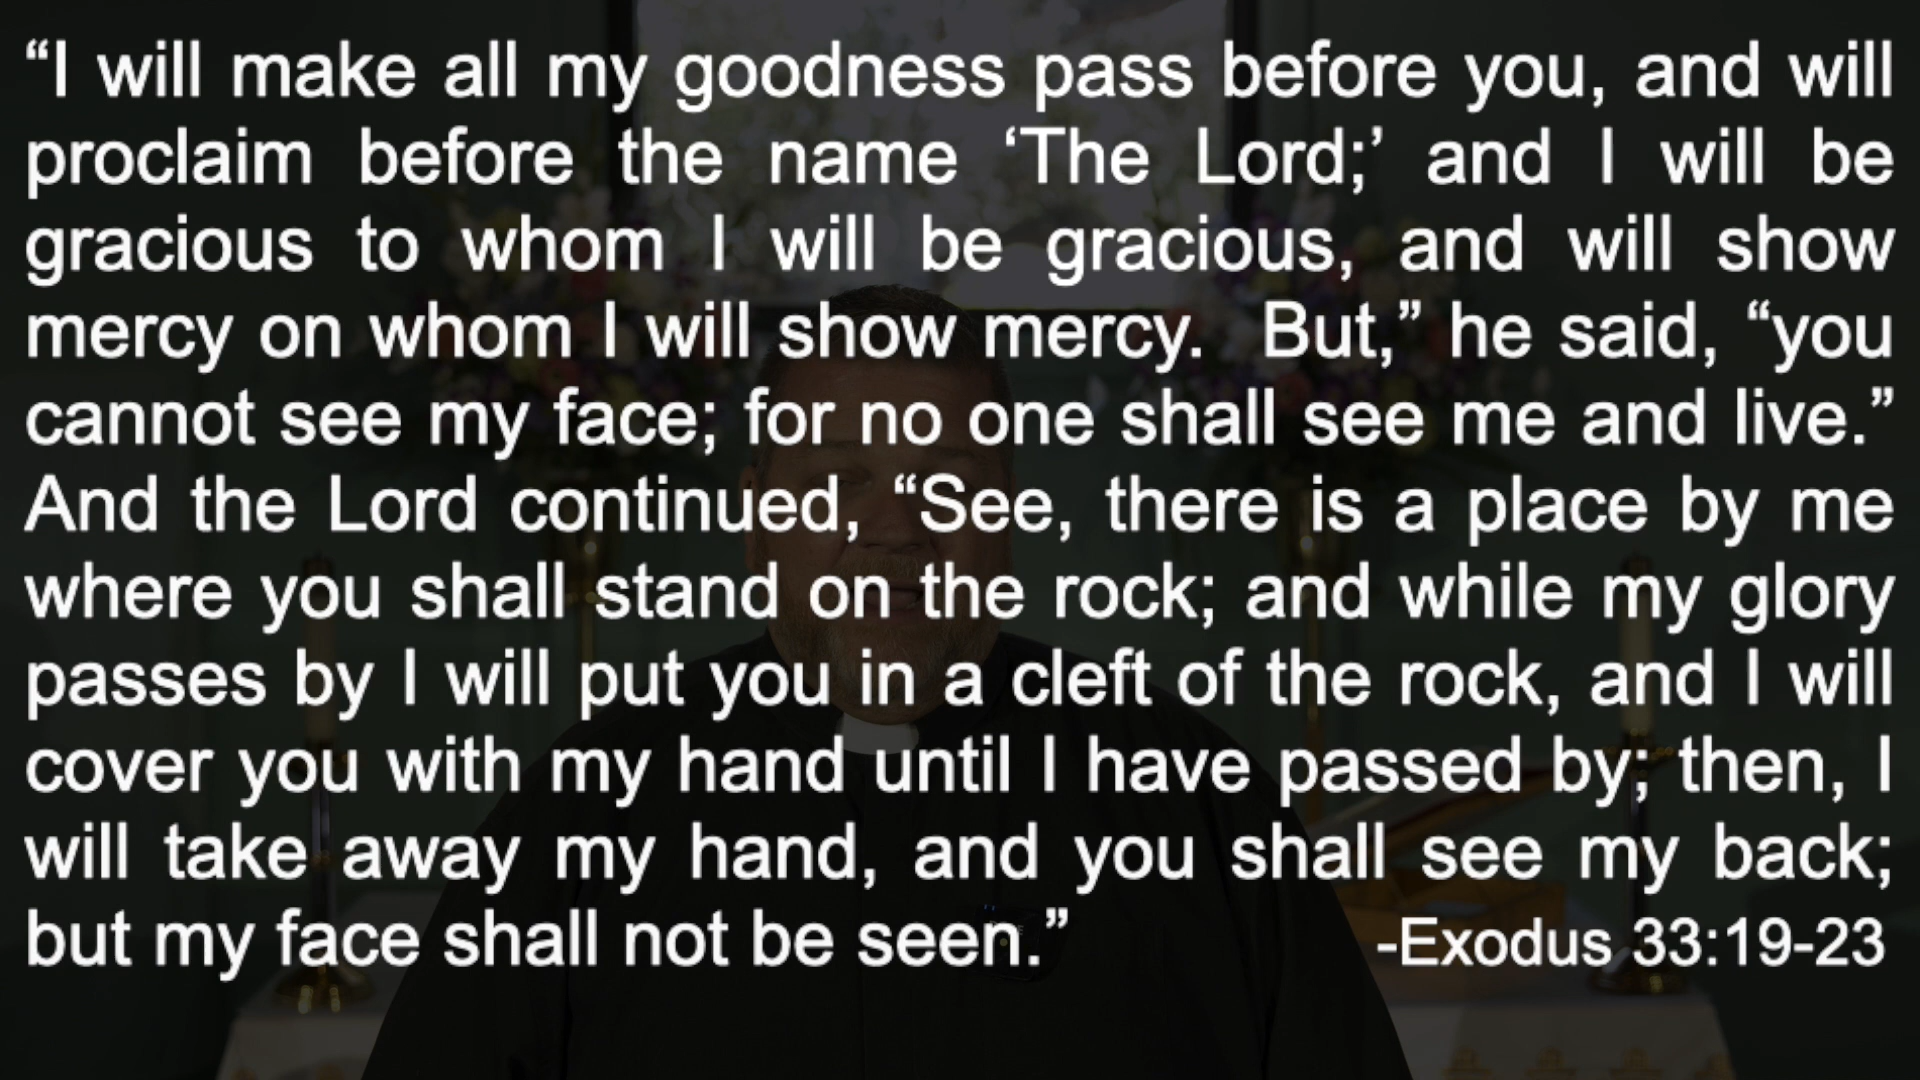 “I will make all my goodness pass before you, and will
proclaim before the name ‘The Lord;’ and I will be
gracious to whom I will be gracious, and will show
mercy on whom I will show mercy. But,” he said, “you
cannot see my face; for no one shall see me and live.”
And the Lord continued, “See, there is a place by me
where you shall stand on the rock; and while my glory
passes by I will put you in a cleft of the rock, and I will
cover you with my hand until I have passed by; then, I
will take away my hand, and you shall see my back;
but my face shall not be seen.” -Exodus 33:19-23